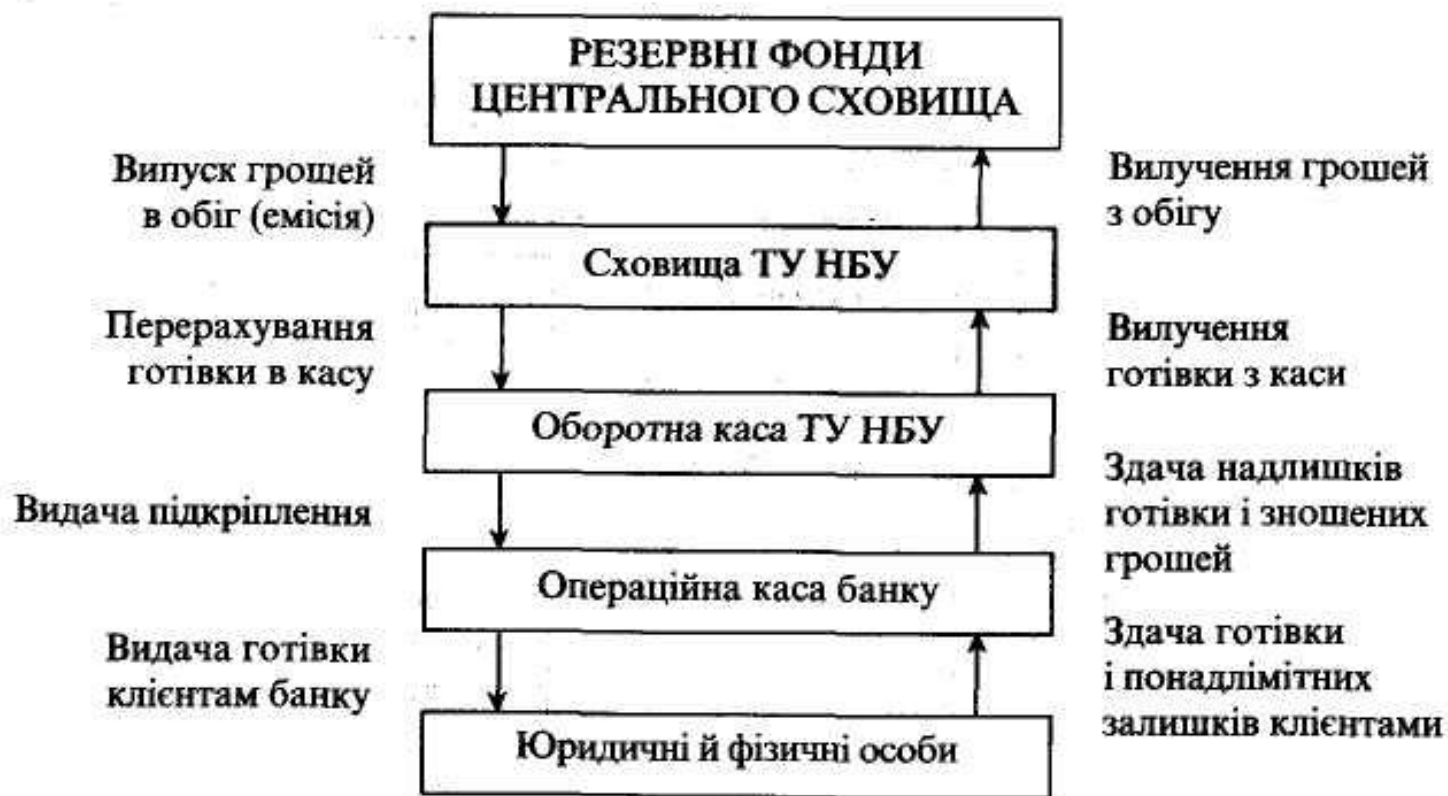 РЕЗЕРВНІ ФОНДИ
ЦЕНТРАЛЬНОГО СХОВИЩА
Випуск грошей
в обіг (емісія)
Вилучення грошей
з обігу
Сховища ТУ НБУ
Перерахування
готівки в касу
Вилучення
готівки з каси
Оборотна каса ТУ НБУ
Видача підкріплення
Здача надлишків
готівки і зношених
грошей
Операційна каса банку
Видача готівки
клієнтам банку
Здача готівки
і понадлімітних
залишків клієнтами
Юридичні й фізичні особи